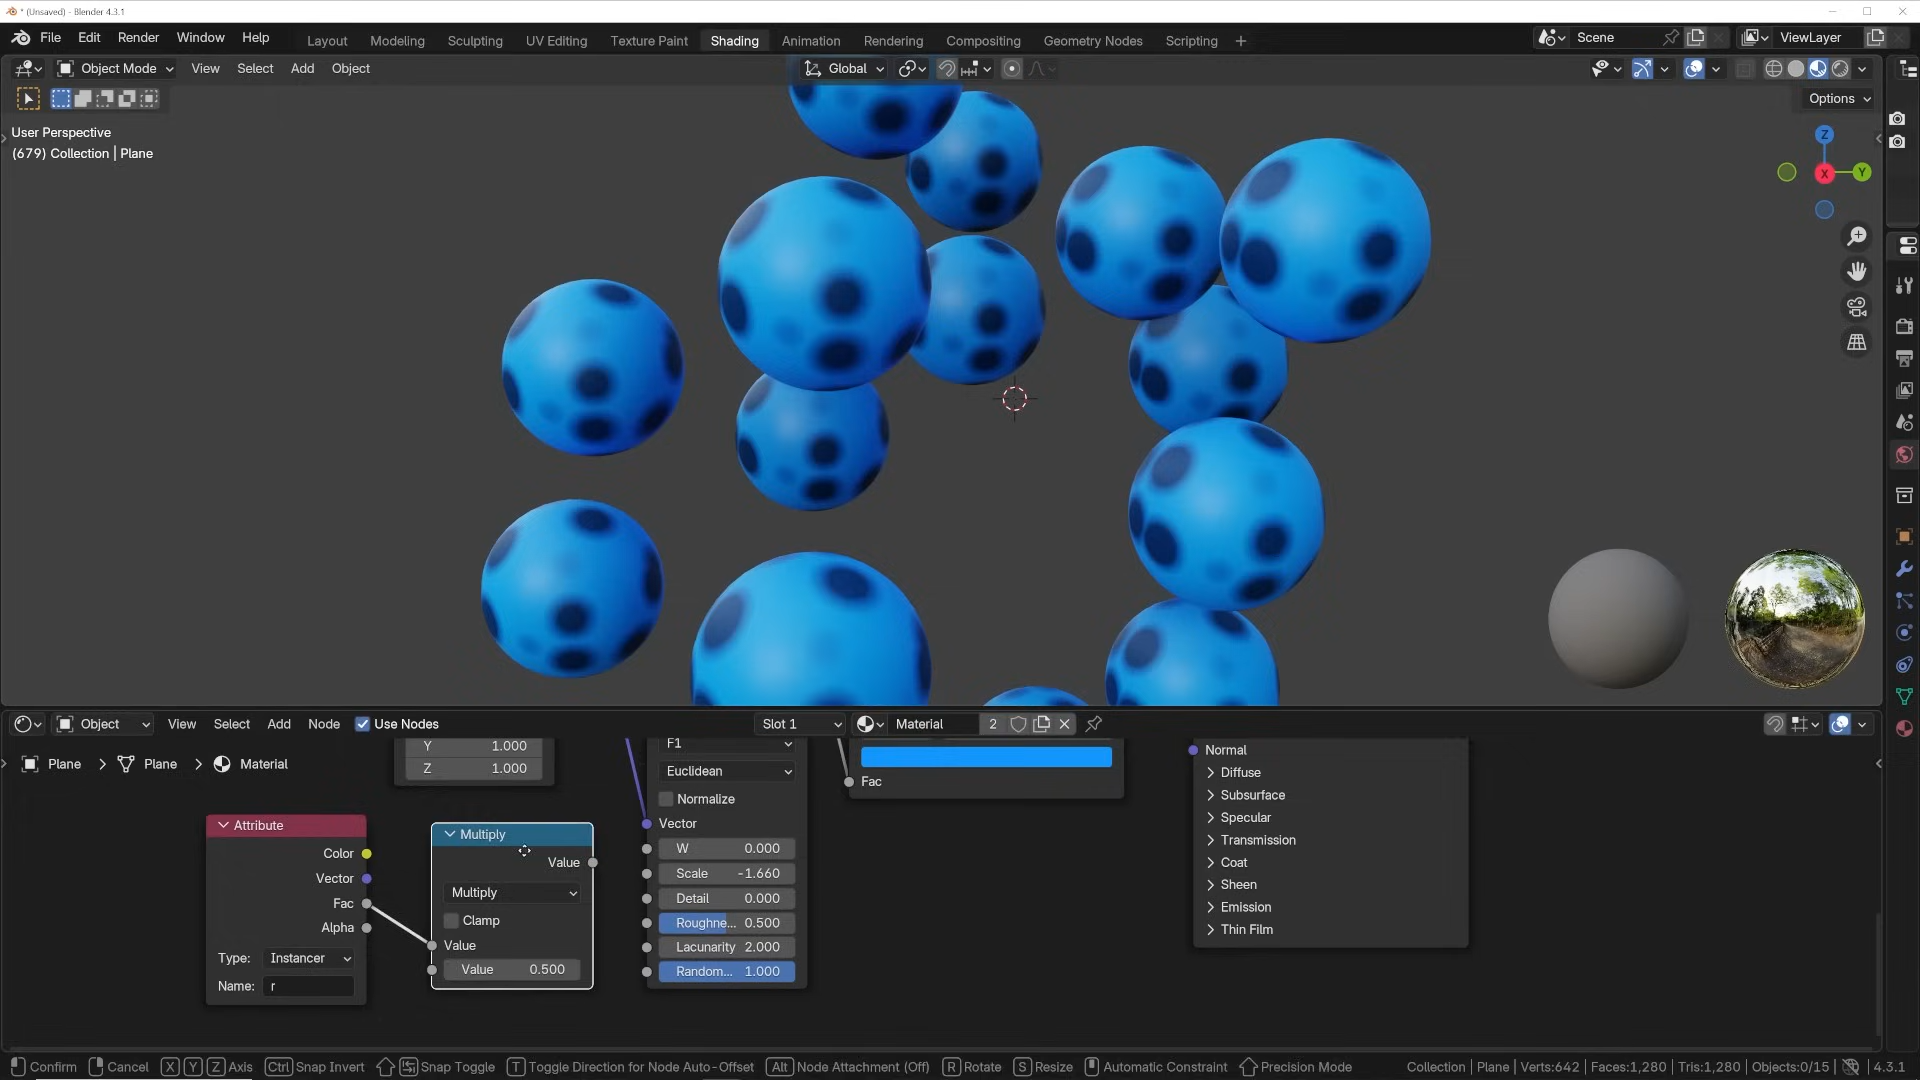 * (Unsaved) - Blender 4.3.1
File Edit Render Window Help Layout Modeling Sculpting UV Editing Texture Paint Shading Animation Rendering Compositing Geometry Nodes Scripting + Scene ViewLayer
Object Mode View Select Add Object Global
Options
User Perspective
(679) Collection | Plane
Z
X Y
Object View Select Add Node Use Nodes Slot 1 Material 2
Plane > Plane > Material
Y 1.000
Z 1.000
F1
Euclidean
Normalize
Vector
W 0.000
Scale -1.660
Detail 0.000
Roughne... 0.500
Lacunarity 2.000
Random... 1.000
Fac
Normal
Diffuse
Subsurface
Specular
Transmission
Coat
Sheen
Emission
Thin Film
Attribute
Color
Vector
Fac
Alpha
Type: Instancer
Name: r
Multiply
Value
Multiply
Clamp
Value
Value 0.500
Confirm Cancel X Y Z Axis Ctrl Snap Invert Snap Toggle T Toggle Direction for Node Auto-Offset Alt Node Attachment (Off) R Rotate S Resize Automatic Constraint Precision Mode Collection | Plane | Verts:642 | Faces:1,280 | Tris:1,280 | Objects:0/15 | 4.3.1